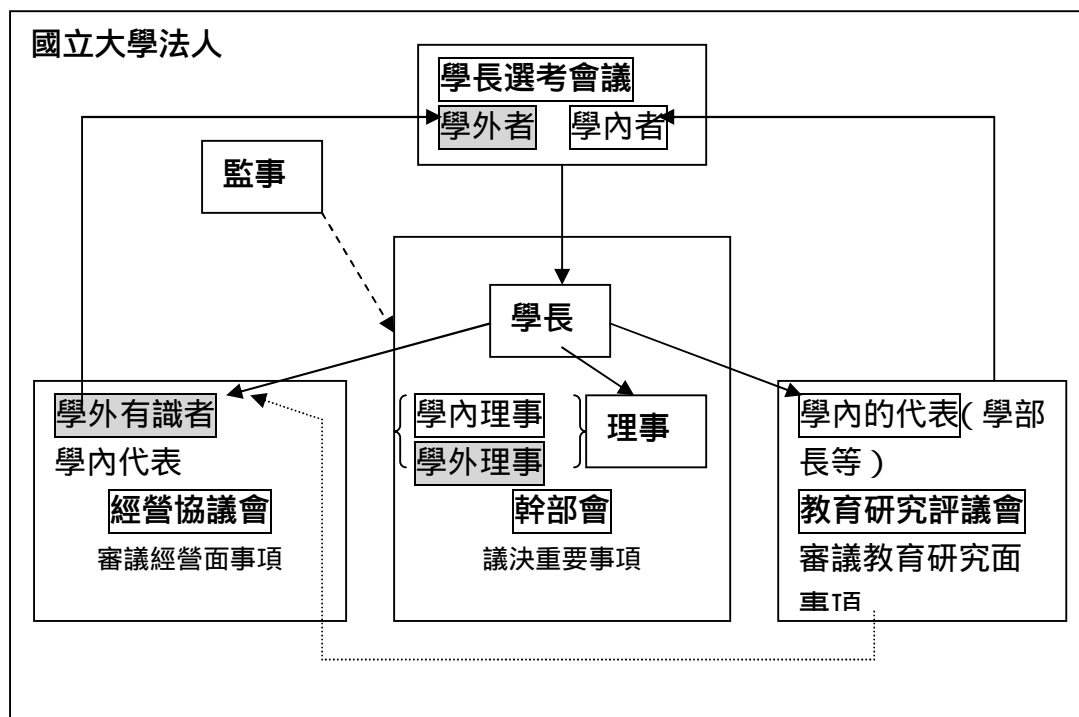 國立大學法人
學長選考會議
學外者 學內者
監事
學長
學外有識者
學內代表
經營協議會
審議經營面事項
學內理事
學外理事
理事
幹部會
議決重要事項
學內的代表(學部
長等)
教育研究評議會
審議教育研究面
事項